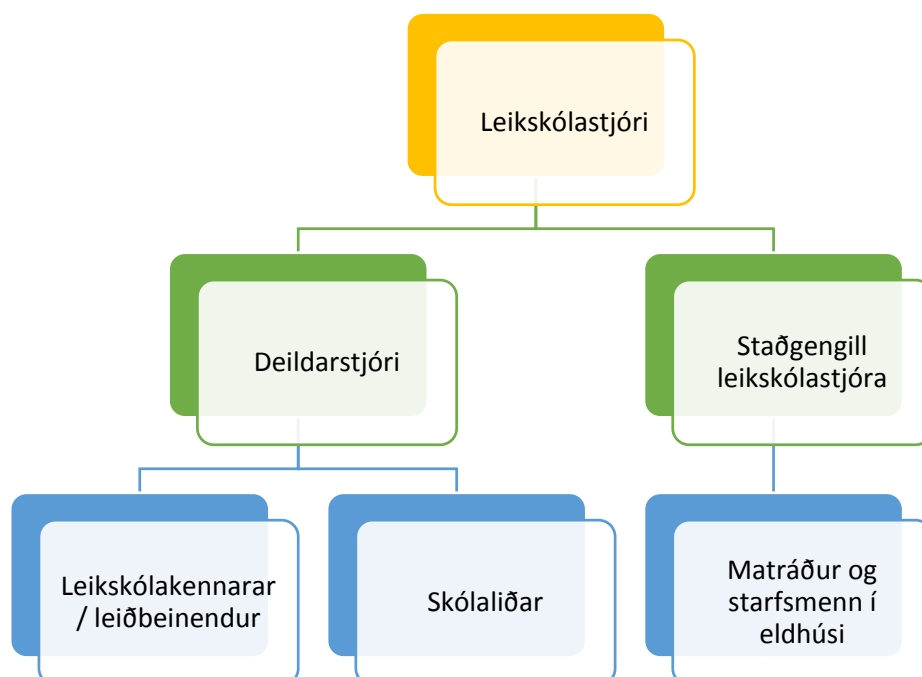 Leikskólastjóri
Deildarstjóri
Staðgengill
leikskólastjóra
Leikskólakennarar
/ leiðbeinendur
Skólaliðar
Matráður og
starfsmenn í
eldhúsi